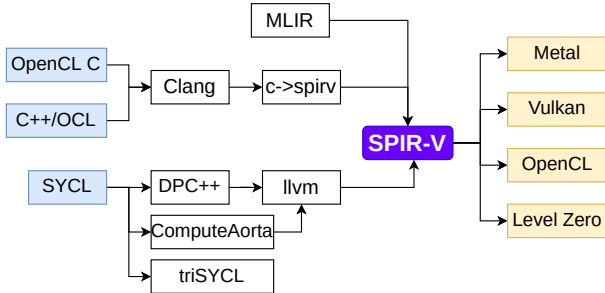 MLIR
OpenCL C
Clang
c->spirv
C++/OCL
SPIR-V
Metal
Vulkan
OpenCL
Level Zero
SYCL
DPC++
llvm
ComputeAorta
triSYCL